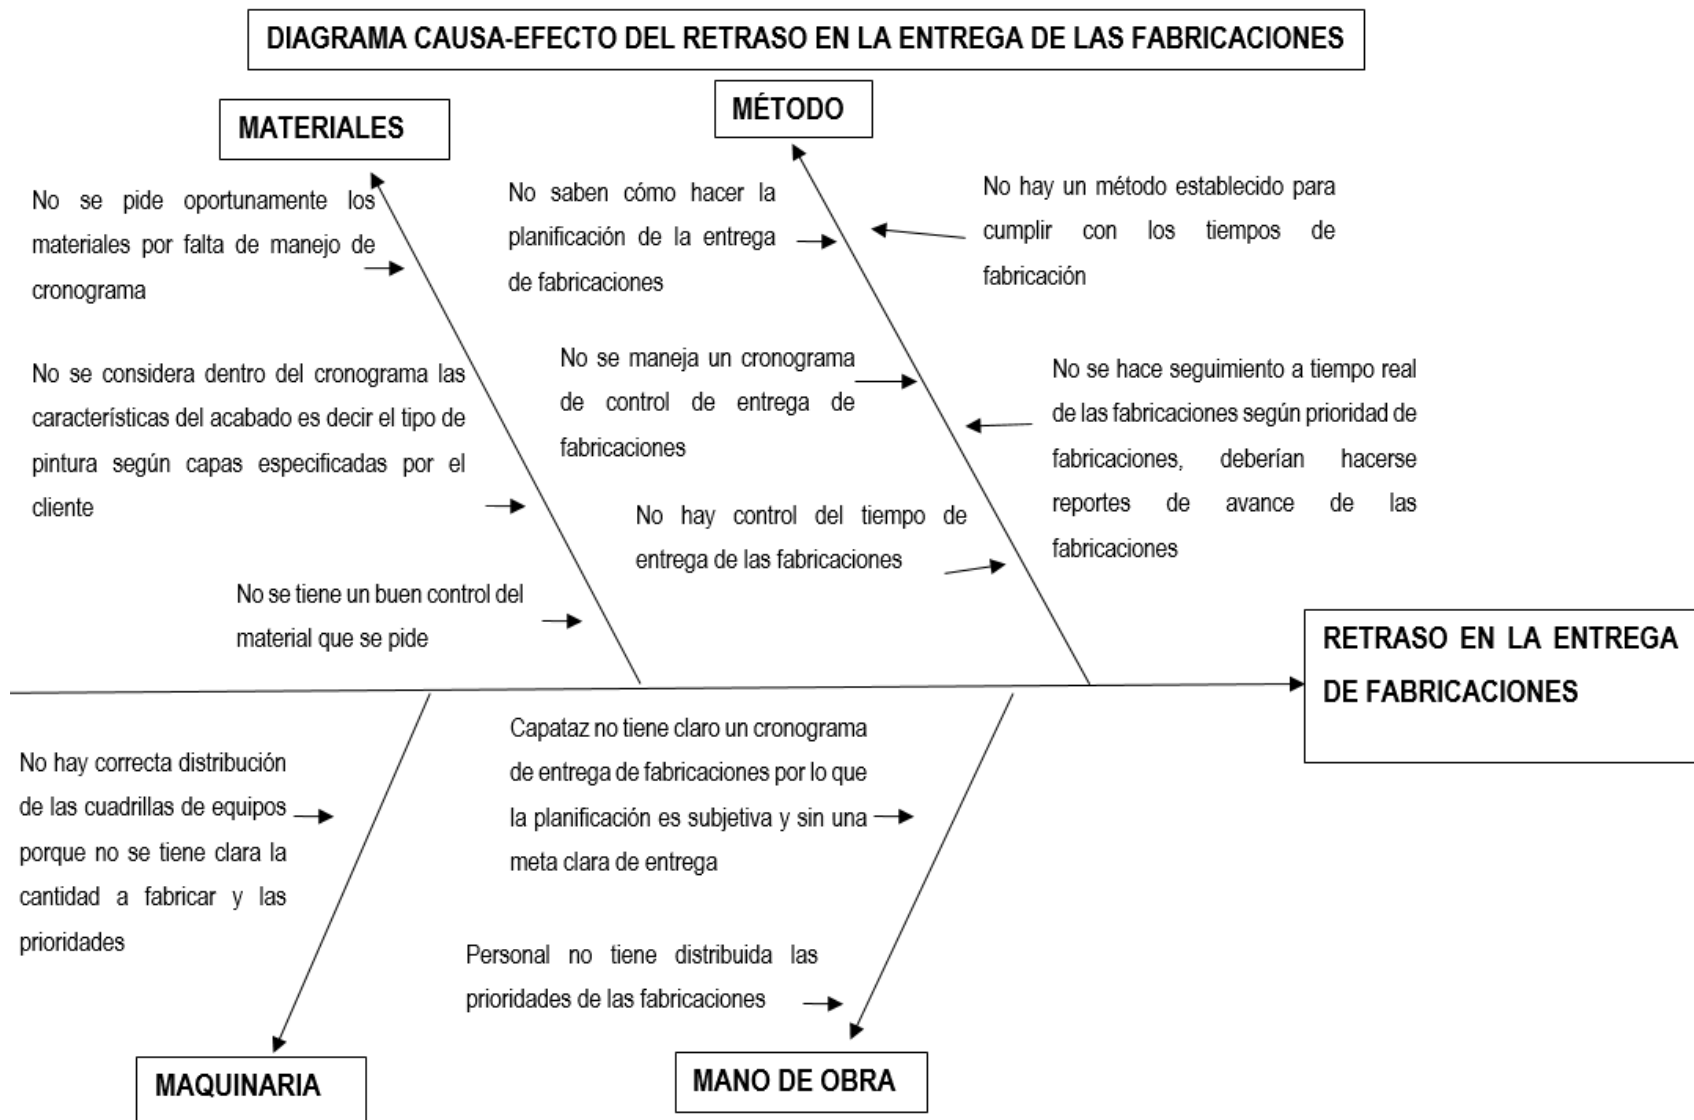 DIAGRAMA CAUSA-EFECTO DEL RETRASO EN LA ENTREGA DE LAS FABRICACIONES
MATERIALES
MÉTODO
No se pide oportunamente los
materiales por falta de manejo de
cronograma
No se considera dentro del cronograma las
características del acabado es decir el tipo de
pintura según capas especificadas por el
cliente
No se tiene un buen control del
material que se pide
No saben cómo hacer la
planificación de la entrega
de fabricaciones
No se maneja un cronograma
de control de entrega de
fabricaciones
No hay control del tiempo de
entrega de las fabricaciones
No hay un método establecido para
cumplir con los tiempos de
fabricación
No se hace seguimiento a tiempo real
de las fabricaciones según prioridad de
fabricaciones, deberían hacerse
reportes de avance de las
fabricaciones
RETRASO EN LA ENTREGA
DE FABRICACIONES
No hay correcta distribución
de las cuadrillas de equipos
porque no se tiene clara la
cantidad a fabricar y las
prioridades
Capataz no tiene claro un cronograma
de entrega de fabricaciones por lo que
la planificación es subjetiva y sin una
meta clara de entrega
Personal no tiene distribuida las
prioridades de las fabricaciones
MAQUINARIA
MANO DE OBRA